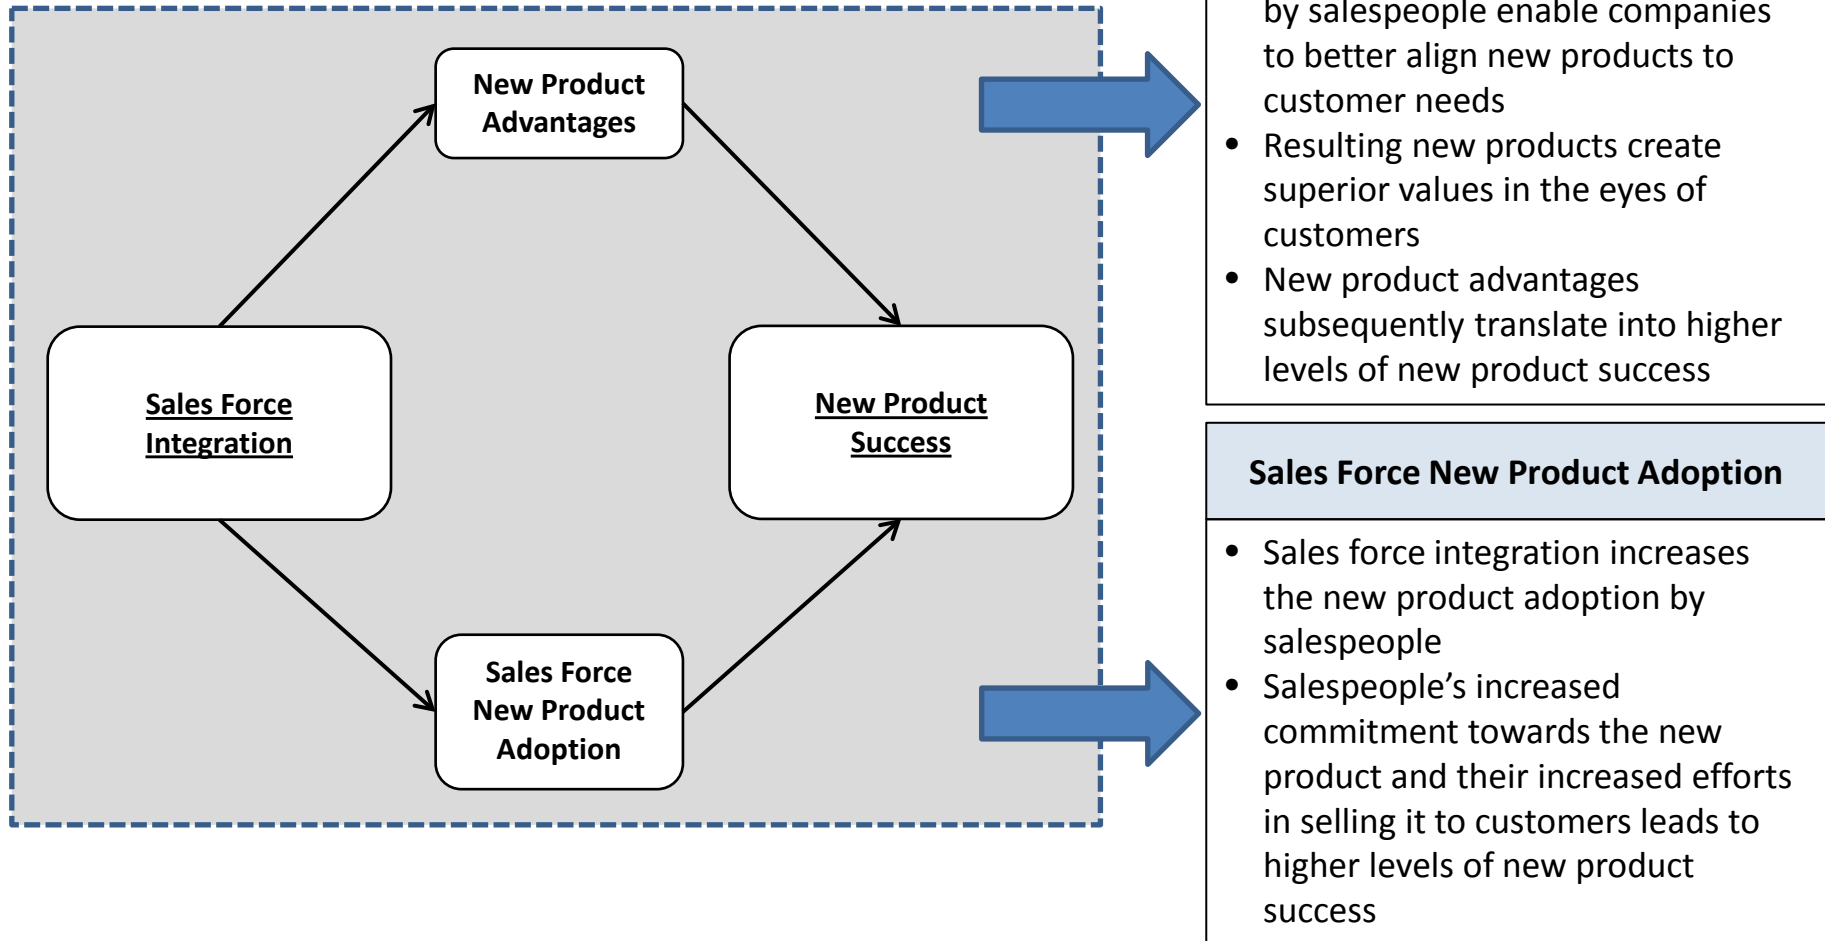 New Product
Advantages
Sales Force
Integration
New Product
Success
Sales Force
New Product
Adoption
by salespeople enable companies
to better align new products to
customer needs
• Resulting new products create
superior values in the eyes of
customers
• New product advantages
subsequently translate into higher
levels of new product success
Sales Force New Product Adoption
• Sales force integration increases
the new product adoption by
salespeople
• Salespeople’s increased
commitment towards the new
product and their increased efforts
in selling it to customers leads to
higher levels of new product
success